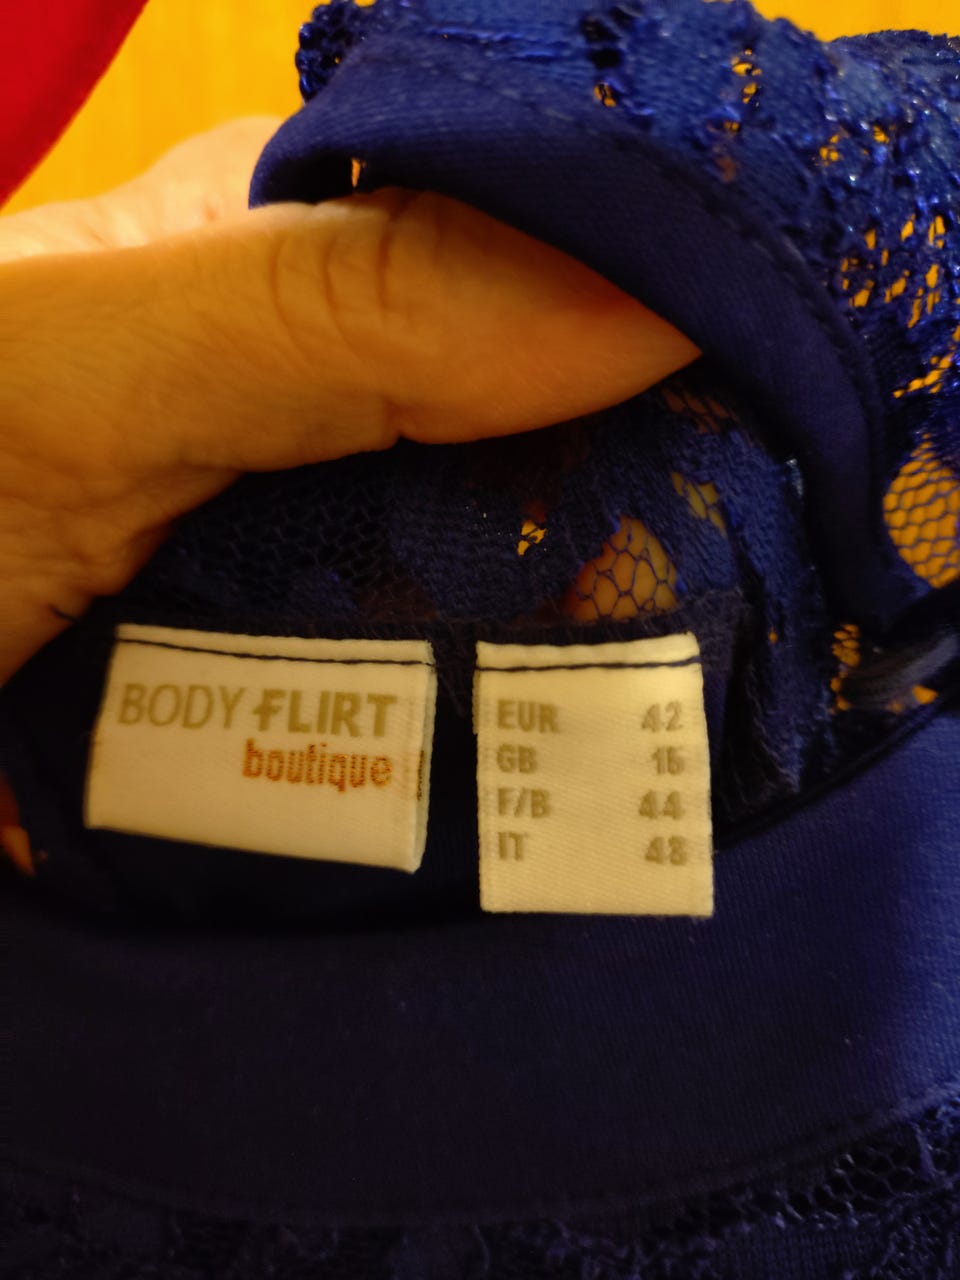 BODY FLIRT
boutique
EUR 42
GB 16
F/B 44
IT 48